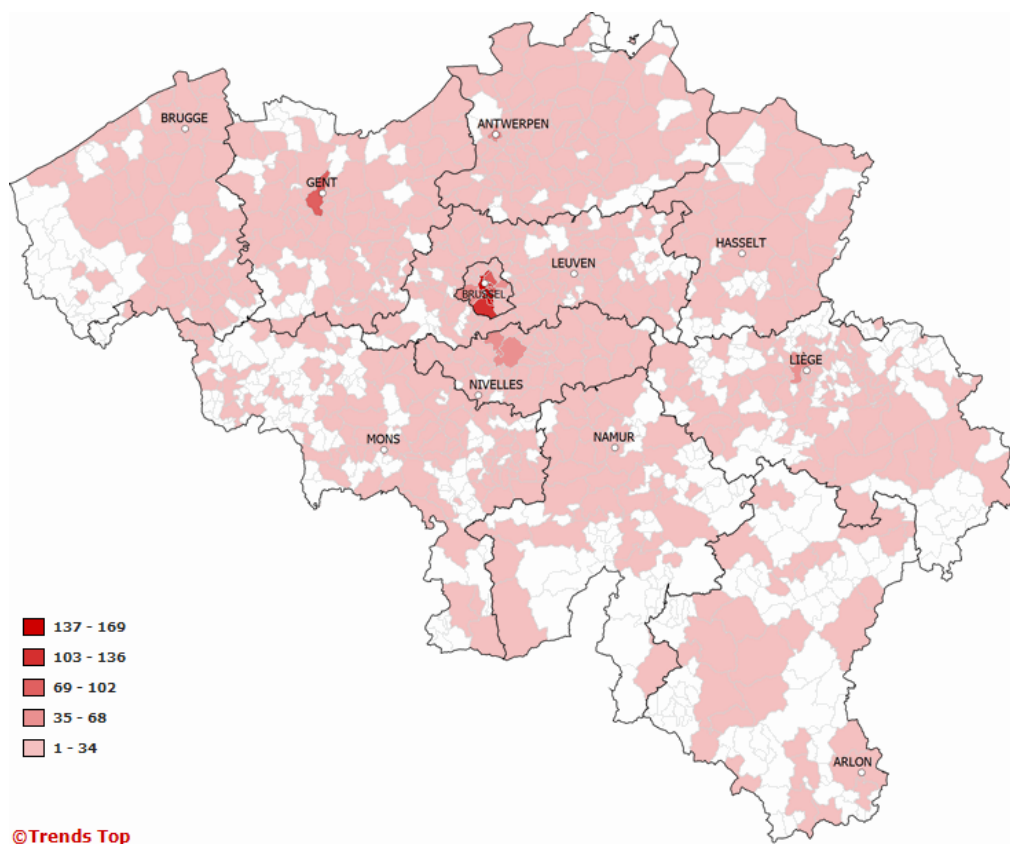 BRUGGE
ANTWERPEN
GENT
HASSELT
LEUVEN
BRUSSEL
LIÈGE
NIVELLES
NAMUR
MONS
137 - 169
103 - 136
69 - 102
35 - 68
1 - 34
ARLON
©Trends Top